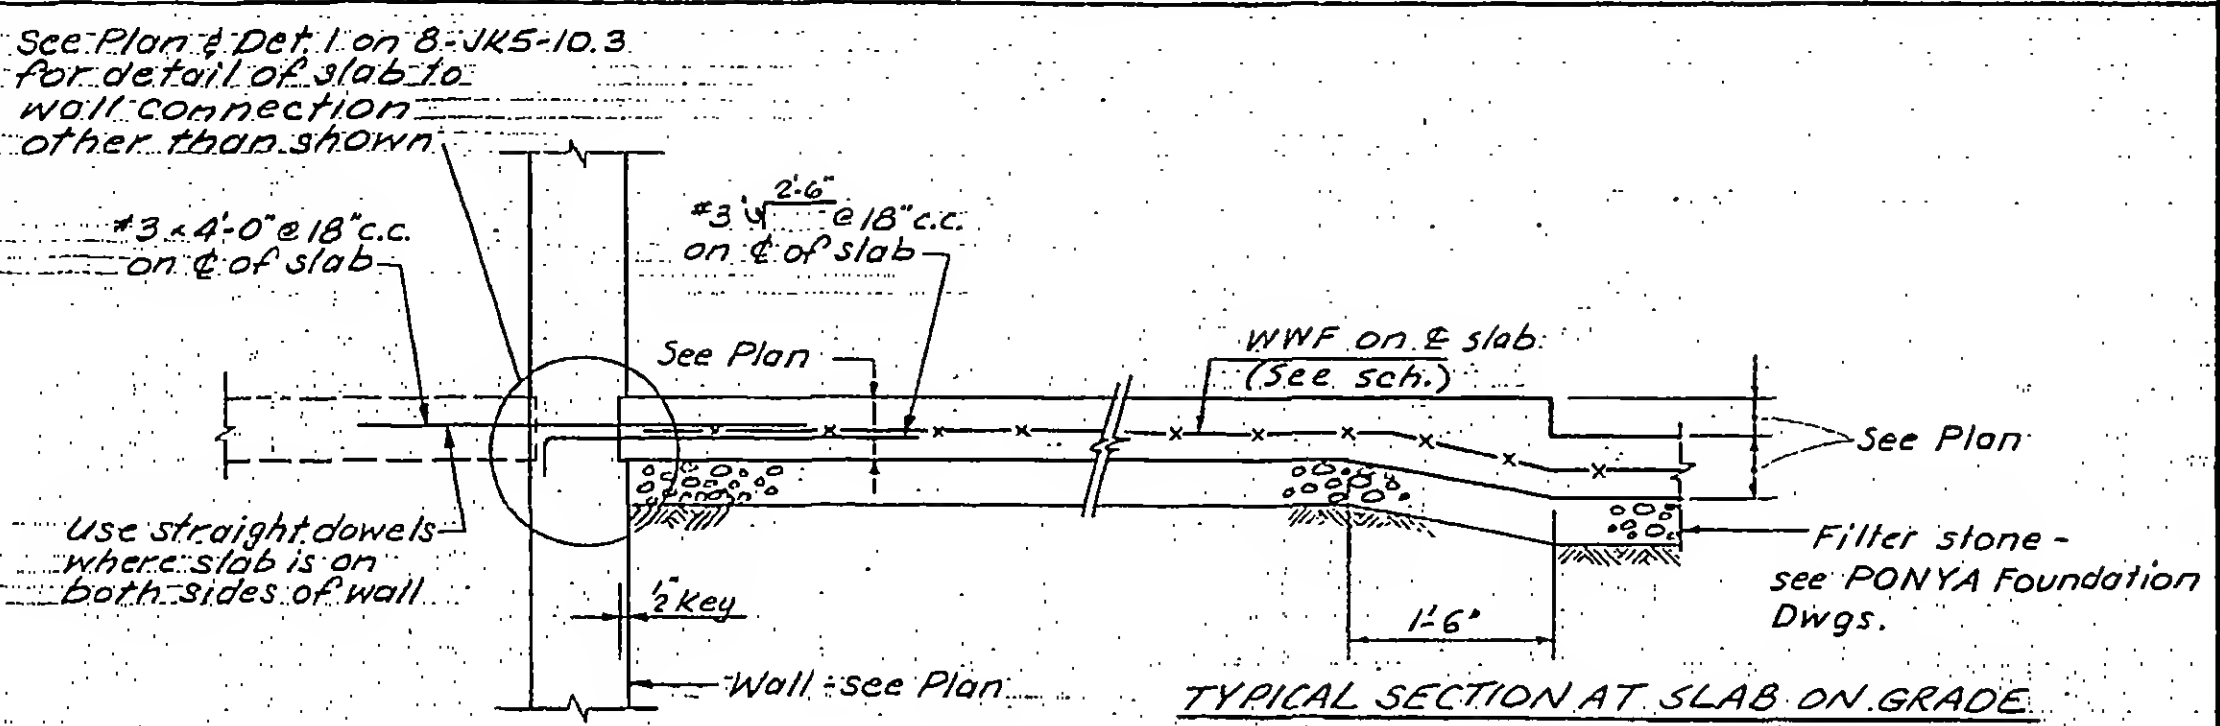 See Plan & Det. 1 on 8-JKS-10.3
for detail of slab to
wall connection
other than shown
#3 x 4'-0" @ 18" c.c.
on ℄ of slab
2'-6"
#3 @ 18" c.c.
on ℄ of slab
See Plan
WWF on ℄ slab
(See sch.)
See Plan
Use straight dowels
where slab is on
both sides of wall
½" key
Wall - see Plan
1'-6"
Filter stone -
see PONYA Foundation
Dwgs.
TYPICAL SECTION AT SLAB ON GRADE